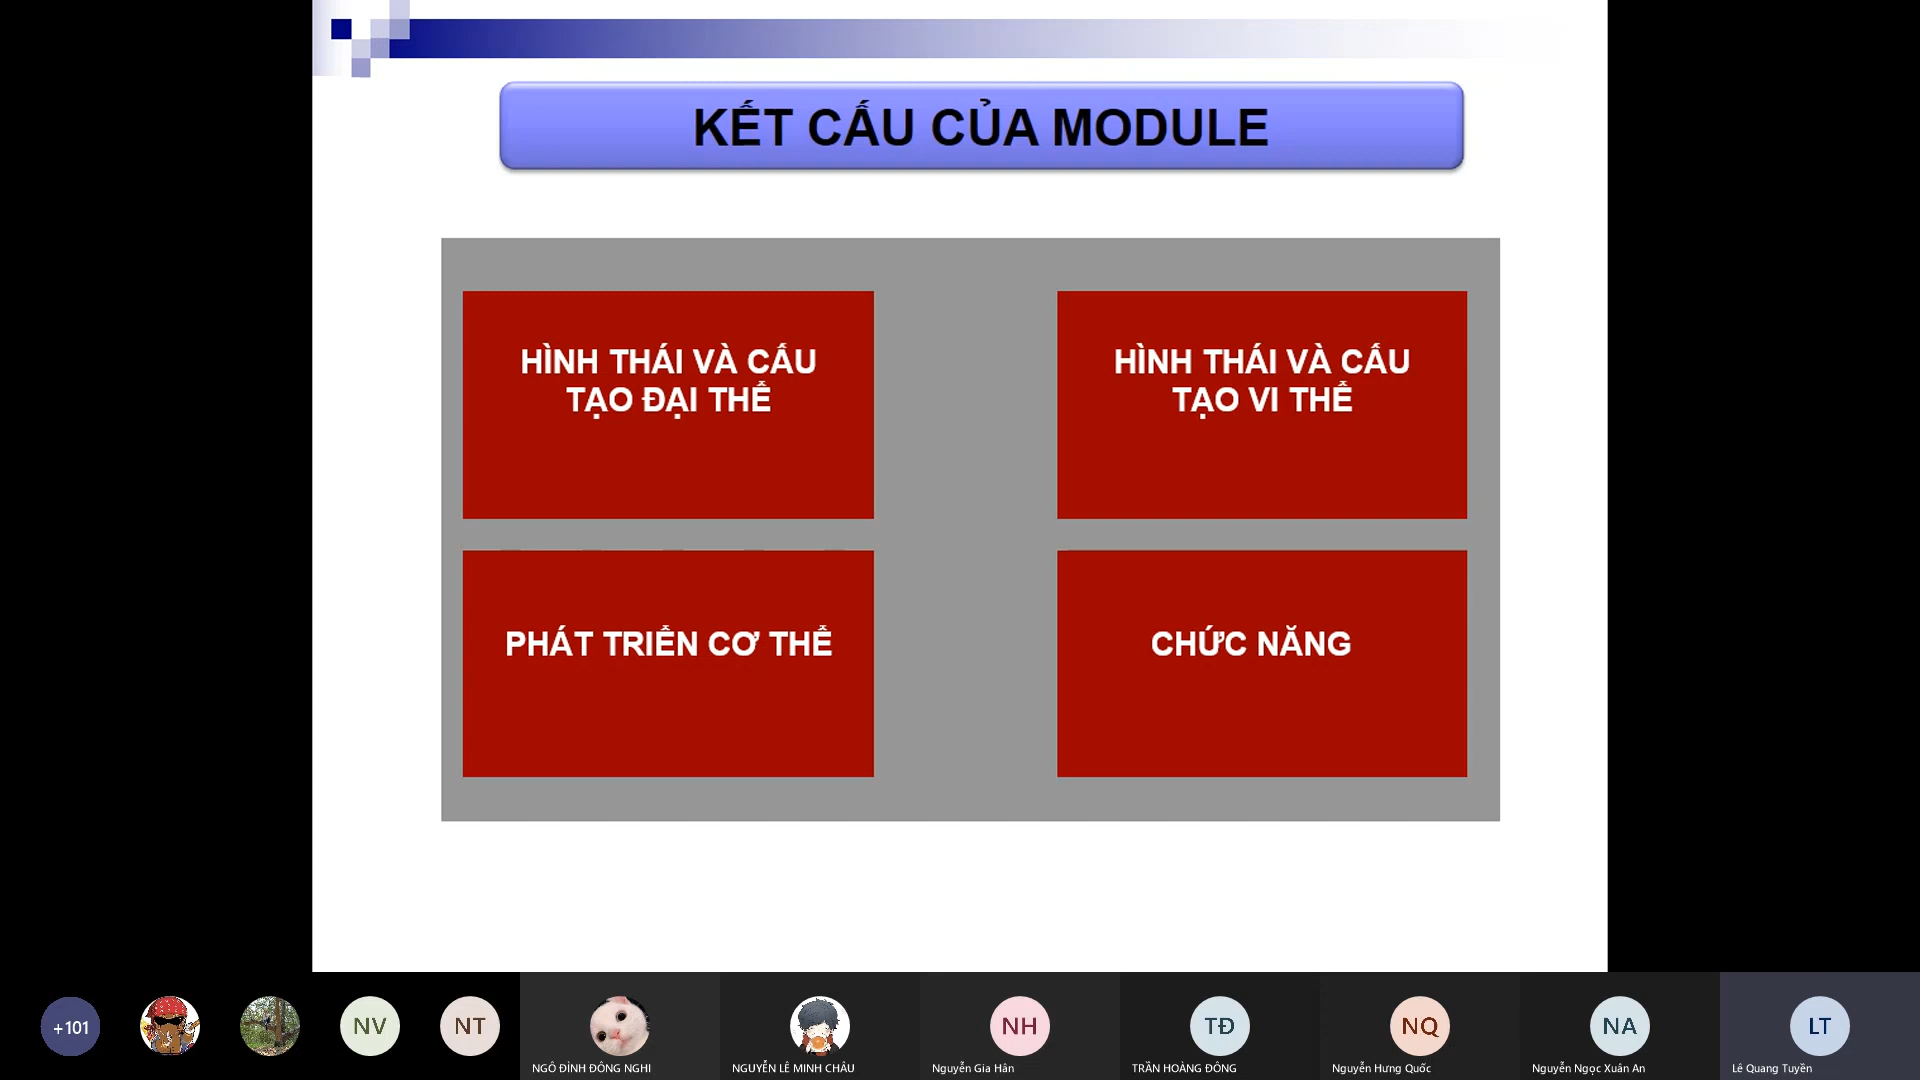 KẾT CẤU CỦA MODULE
HÌNH THÁI VÀ CẤU
TẠO ĐẠI THỂ
HÌNH THÁI VÀ CẤU
TẠO VI THỂ
PHÁT TRIỂN CƠ THỂ
CHỨC NĂNG
+101
NV
NT
NH
TĐ
NQ
NA
LT
NGÔ ĐÌNH ĐÔNG NGHI
NGUYỄN LÊ MINH CHÂU
Nguyễn Gia Hân
TRẦN HOÀNG ĐÔNG
Nguyễn Hưng Quốc
Nguyễn Ngọc Xuân An
Lê Quang Tuyền